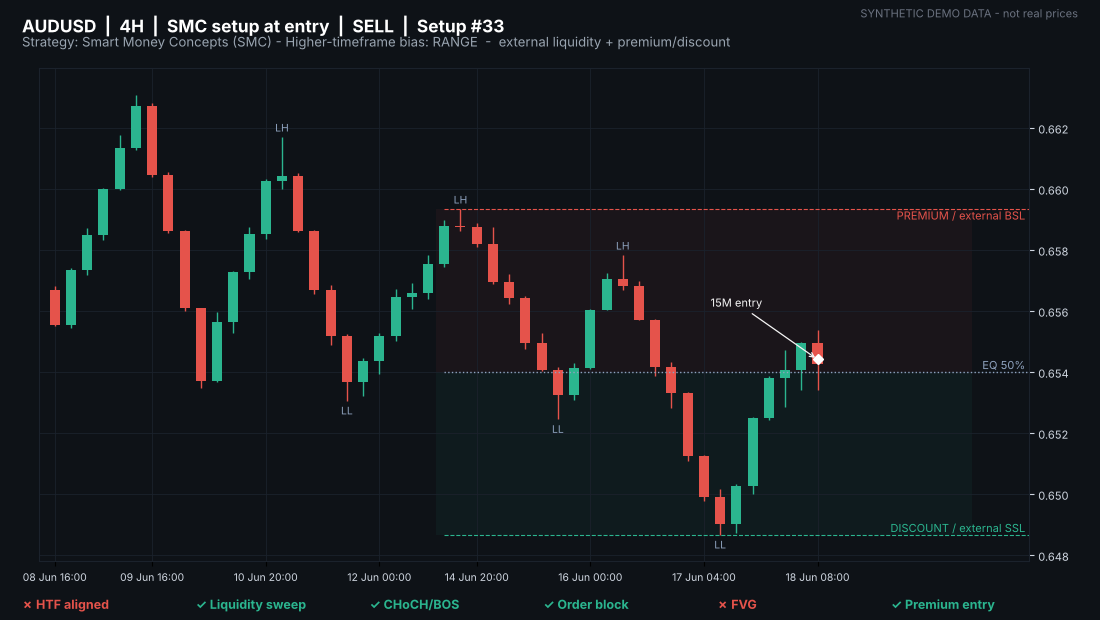 SYNTHETIC DEMO DATA - not real prices
AUDUSD | 4H | SMC setup at entry | SELL | Setup #33
Strategy: Smart Money Concepts (SMC) - Higher-timeframe bias: RANGE - external liquidity + premium/discount
LH
0.662
0.660
LH
PREMIUM / external BSL
LH
0.658
15M entry
0.656
EQ 50%
0.654
LL
LL
0.652
0.650
DISCOUNT / external SSL
LL
0.648
08 Jun 16:00 09 Jun 16:00 10 Jun 20:00 12 Jun 00:00 14 Jun 20:00 16 Jun 00:00 17 Jun 04:00 18 Jun 08:00
× HTF aligned ✓ Liquidity sweep ✓ CHoCH/BOS ✓ Order block × FVG ✓ Premium entry